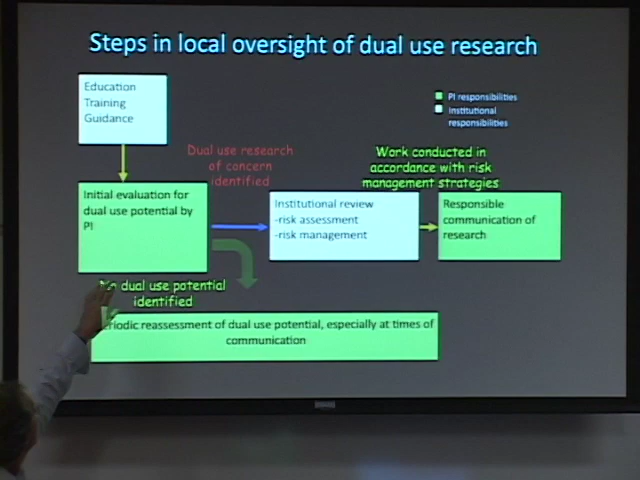 Steps in local oversight of dual use research
Education
Training
Guidance
PI responsibilities
Institutional
responsibilities
Dual use research
of concern
identified
Work conducted in
accordance with risk
management strategies
Initial evaluation for
dual use potential by
PI
Institutional review
-risk assessment
-risk management
Responsible
communication of
research
dual use potential
identified
reassessment of dual use potential, especially at times of
communication